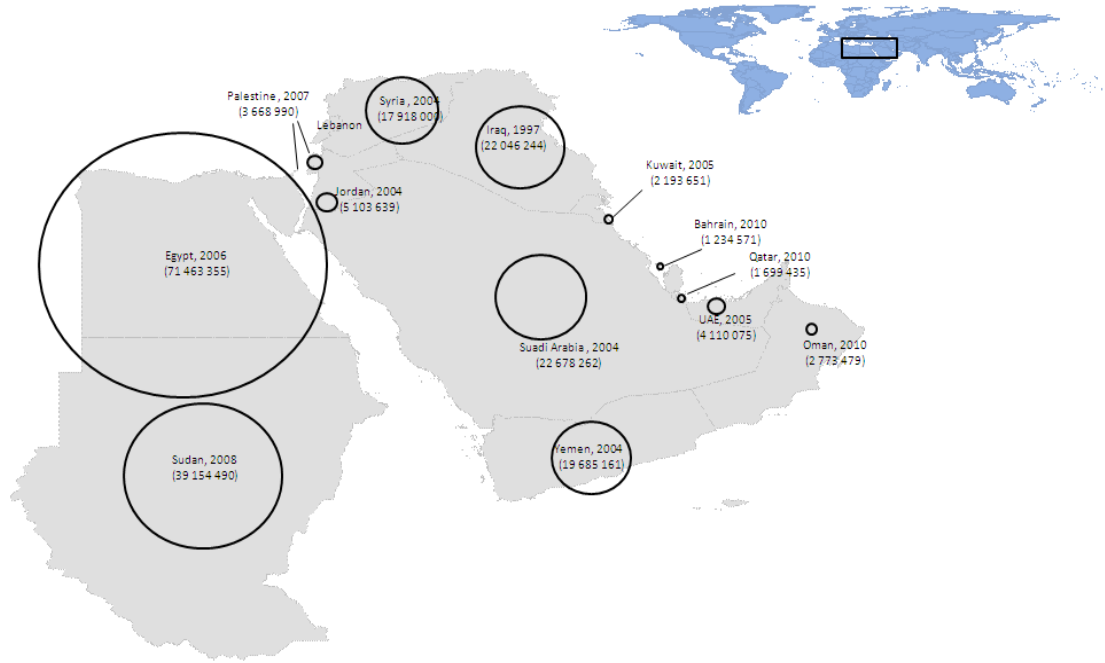 Palestine, 2007
(3 668 990)
Syria , 2004
(17 918 000)
Lebanon
Iraq, 1997
(22 046 244)
Jordan, 2004
(5 103 639)
Kuwait, 2005
(2 193 651)
Bahrain, 2010
(1 234 571)
Qatar, 2010
(1 699 435)
Egypt, 2006
(71 463 355)
UAE, 2005
(4 110 075)
Suadi Arabia , 2004
(22 678 262)
Oman, 2010
(2 773 479)
Sudan, 2008
(39 154 490)
Yemen, 2004
(19 685 161)